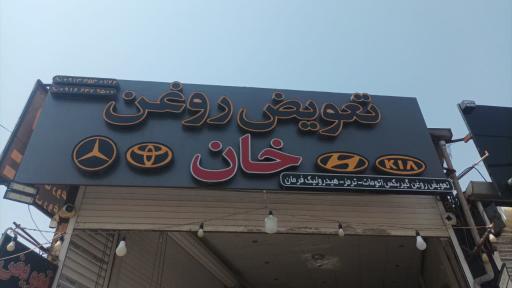 تعویض روغن
خان
KIA
تعویض روغن گیربکس اتومات - ترمز - هیدرولیک فرمان